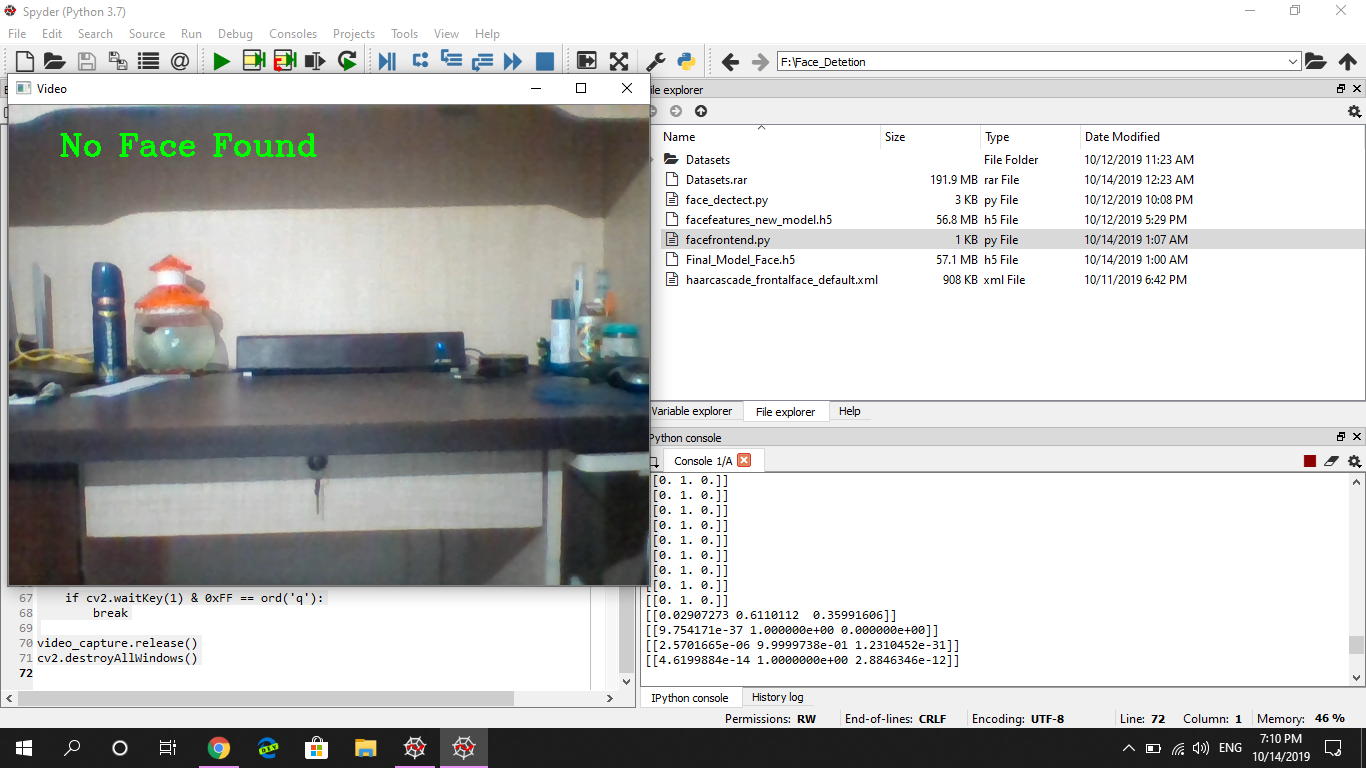 Spyder (Python 3.7)
File Edit Search Source Run Debug Consoles Projects Tools View Help
F:\Face_Detetion
Video
No Face Found
file explorer
Name Size Type Date Modified
Datasets File Folder 10/12/2019 11:23 AM
Datasets.rar 191.9 MB rar File 10/14/2019 12:23 AM
face_dectect.py 3 KB py File 10/12/2019 10:08 PM
facefeatures_new_model.h5 56.8 MB h5 File 10/12/2019 5:29 PM
facefrontend.py 1 KB py File 10/14/2019 1:07 AM
Final_Model_Face.h5 57.1 MB h5 File 10/14/2019 1:00 AM
haarcascade_frontalface_default.xml 908 KB xml File 10/11/2019 6:42 PM
Variable explorer File explorer Help
Python console
Console 1/A
[0. 1. 0.]]
[0. 1. 0.]]
[0. 1. 0.]]
[0. 1. 0.]]
[0. 1. 0.]]
[0. 1. 0.]]
[0. 1. 0.]]
[0. 1. 0.]]
[[0. 1. 0.]]
[[0.02907273 0.6110112 0.35991606]]
[[9.754171e-37 1.000000e+00 0.000000e+00]]
[[2.5701665e-06 9.9999738e-01 1.2310452e-31]]
[[4.6199884e-14 1.0000000e+00 2.8846346e-12]]
IPython console History log
67 if cv2.waitKey(1) & 0xFF == ord('q'):
68 break
69
70 video_capture.release()
71 cv2.destroyAllWindows()
72
Permissions: RW End-of-lines: CRLF Encoding: UTF-8 Line: 72 Column: 1 Memory: 46 %
DIY
ENG
7:10 PM
10/14/2019